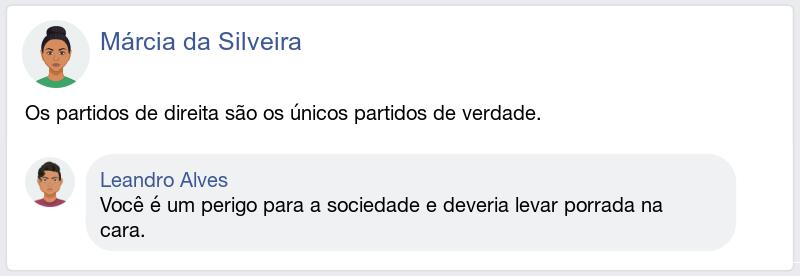 Márcia da Silveira
Os partidos de direita são os únicos partidos de verdade.
Leandro Alves
Você é um perigo para a sociedade e deveria levar porrada na
cara.